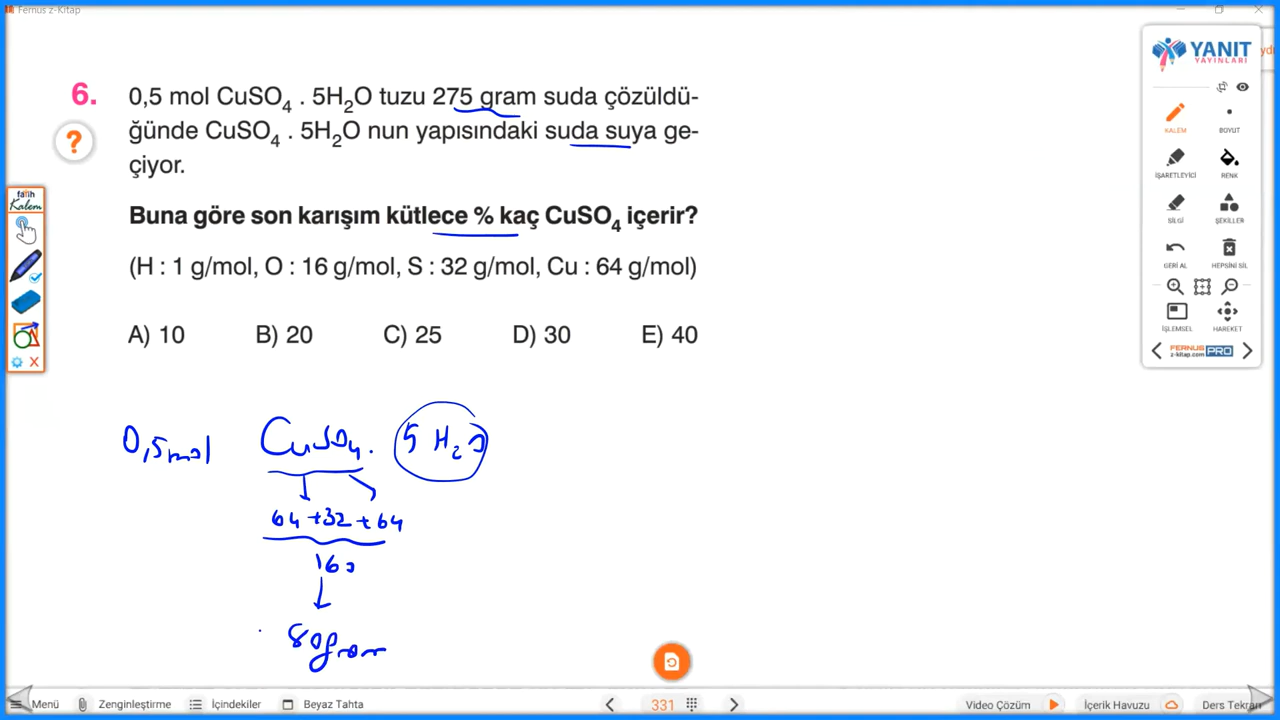 Fernus z-Kitap
6.
0,5 mol CuSO₄ . 5H₂O tuzu 275 gram suda çözüldü-
ğünde CuSO₄ . 5H₂O nun yapısındaki suda suya ge-
çiyor.
Buna göre son karışım kütlece % kaç CuSO₄ içerir?
(H : 1 g/mol, O : 16 g/mol, S : 32 g/mol, Cu : 64 g/mol)
A) 10 B) 20 C) 25 D) 30 E) 40
?
fatih
Kalem
0,5mol CuSO₄. 5 H₂O
64+32+64
160
80gram
YANIT
YAYINLARI
KALEM BOYUT
İŞARETLEYİCİ RENK
SİLGİ ŞEKİLLER
GERİ AL HEPSİNİ SİL
İŞLEMSEL HAREKET
FERNUS
z-kitap.com PRO
Menü Zenginleştirme İçindekiler Beyaz Tahta 331 Video Çözüm İçerik Havuzu Ders Tekrarı